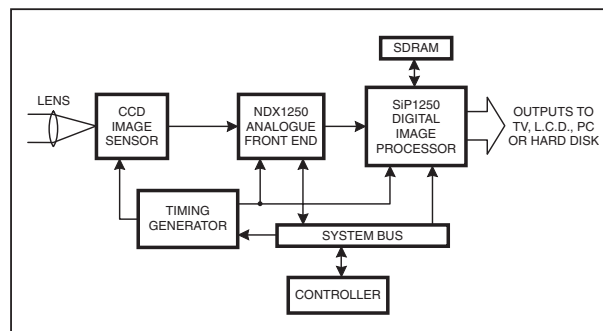 SDRAM
LENS
CCD
IMAGE
SENSOR
NDX1250
ANALOGUE
FRONT END
SiP1250
DIGITAL
IMAGE
PROCESSOR
OUTPUTS TO
TV, L.C.D., PC
OR HARD DISK
TIMING
GENERATOR
SYSTEM BUS
CONTROLLER